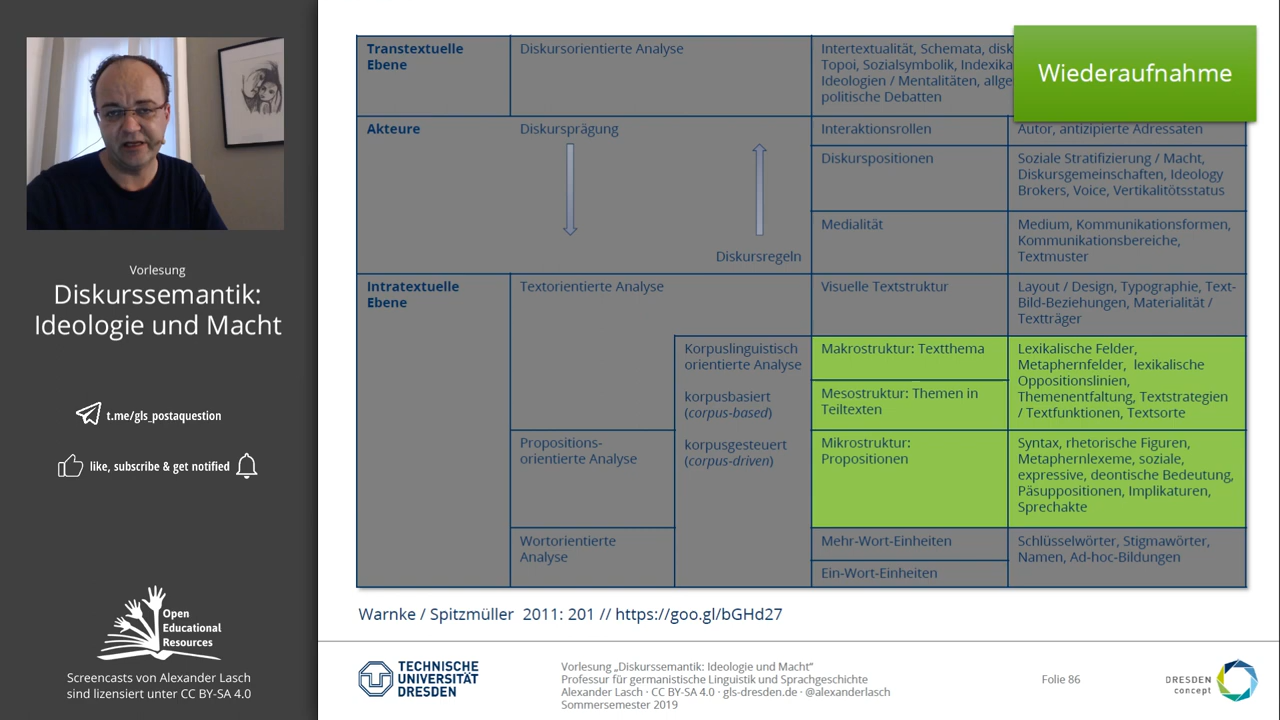 Vorlesung
Diskurssemantik:
Ideologie und Macht
t.me/gls_postaquestion
like, subscribe & get notified
Open
Educational
Resources
Screencasts von Alexander Lasch
sind lizensiert unter CC BY-SA 4.0
Wiederaufnahme
Transtextuelle
Ebene
Diskursorientierte Analyse
Intertextualität, Schemata, disk
Topoi, Sozialsymbolik, Indexika
Ideologien / Mentalitäten, allge
politische Debatten
Akteure
Diskursprägung
Diskursregeln
Interaktionsrollen
Autor, antizipierte Adressaten
Diskurspositionen
Soziale Stratifizierung / Macht,
Diskursgemeinschaften, Ideology
Brokers, Voice, Vertikalitötsstatus
Medialität
Medium, Kommunikationsformen,
Kommunikationsbereiche,
Textmuster
Intratextuelle
Ebene
Textorientierte Analyse
Visuelle Textstruktur
Layout / Design, Typographie, Text-
Bild-Beziehungen, Materialität /
Textträger
Korpuslinguistisch
orientierte Analyse
korpusbasiert
(corpus-based)
korpusgesteuert
(corpus-driven)
Makrostruktur: Textthema
Mesostruktur: Themen in
Teiltexten
Lexikalische Felder,
Metaphernfelder, lexikalische
Oppositionslinien,
Themenentfaltung, Textstrategien
/ Textfunktionen, Textsorte
Propositions-
orientierte Analyse
Mikrostruktur:
Propositionen
Syntax, rhetorische Figuren,
Metaphernlexeme, soziale,
expressive, deontische Bedeutung,
Päsuppositionen, Implikaturen,
Sprechakte
Wortorientierte
Analyse
Mehr-Wort-Einheiten
Ein-Wort-Einheiten
Schlüsselwörter, Stigmawörter,
Namen, Ad-hoc-Bildungen
Warnke / Spitzmüller 2011: 201 // https://goo.gl/bGHd27
TECHNISCHE
UNIVERSITÄT
DRESDEN
Vorlesung „Diskurssemantik: Ideologie und Macht“
Professur für germanistische Linguistik und Sprachgeschichte
Alexander Lasch · CC BY-SA 4.0 · gls-dresden.de · @alexanderlasch
Sommersemester 2019
Folie 86
DRESDEN
concept